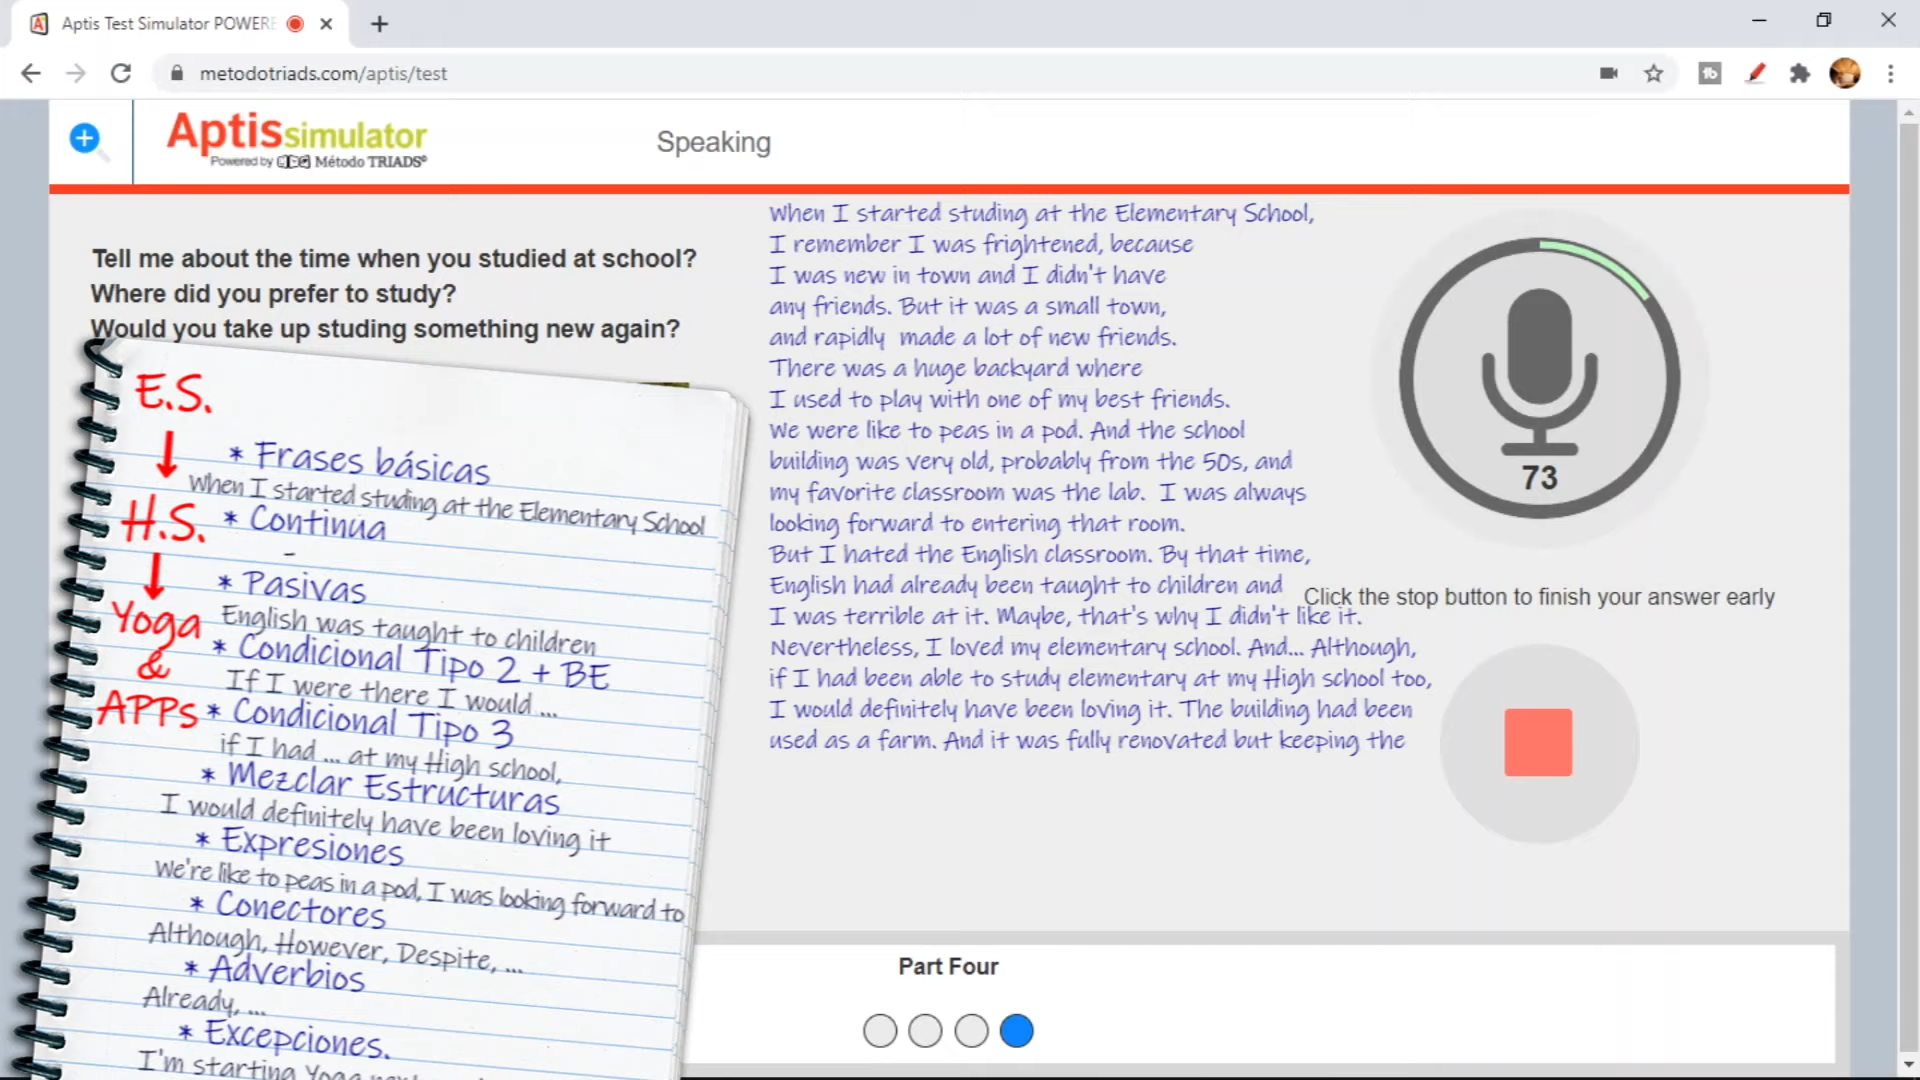 Aptis Test Simulator POWERE
metodotriads.com/aptis/test
Aptis simulator
Powered by Método TRIADS®
Speaking
Tell me about the time when you studied at school?
Where did you prefer to study?
Would you take up studing something new again?
E.S.
* Frases básicas
When I started studing at the Elementary School
H.S.
* Continua
-
* Pasivas
Yoga
English was taught to children
&
* Condicional Tipo 2 + BE
If I were there I would ...
APPs
* Condicional Tipo 3
if I had ... at my High school,
* Mezclar Estructuras
I would definitely have been loving it
* Expresiones
We're like to peas in a pod, I was looking forward to
* Conectores
Although, However, Despite, ...
* Adverbios
Already, ...
* Excepciones.
I'm starting Yoga
When I started studing at the Elementary School,
I remember I was frightened, because
I was new in town and I didn't have
any friends. But it was a small town,
and rapidly made a lot of new friends.
There was a huge backyard where
I used to play with one of my best friends.
We were like to peas in a pod. And the school
building was very old, probably from the 50s, and
my favorite classroom was the lab. I was always
looking forward to entering that room.
But I hated the English classroom. By that time,
English had already been taught to children and
I was terrible at it. Maybe, that's why I didn't like it.
Nevertheless, I loved my elementary school. And... Although,
if I had been able to study elementary at my High school too,
I would definitely have been loving it. The building had been
used as a farm. And it was fully renovated but keeping the
73
Click the stop button to finish your answer early
Part Four